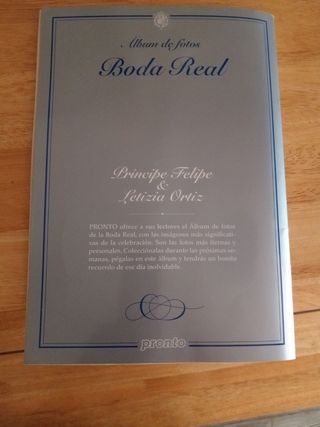 Álbum de fotos
Boda Real
Príncipe Felipe
&
Letizia Ortiz
PRONTO ofrece a sus lectores el Álbum de fotos
de la Boda Real, con las imágenes más significati-
vas de la celebración. Son las fotos más tiernas y
personales. Colecciónalas durante las próximas se-
manas, pégalas en este álbum y tendrás un bonito
recuerdo de ese día inolvidable.
pronto